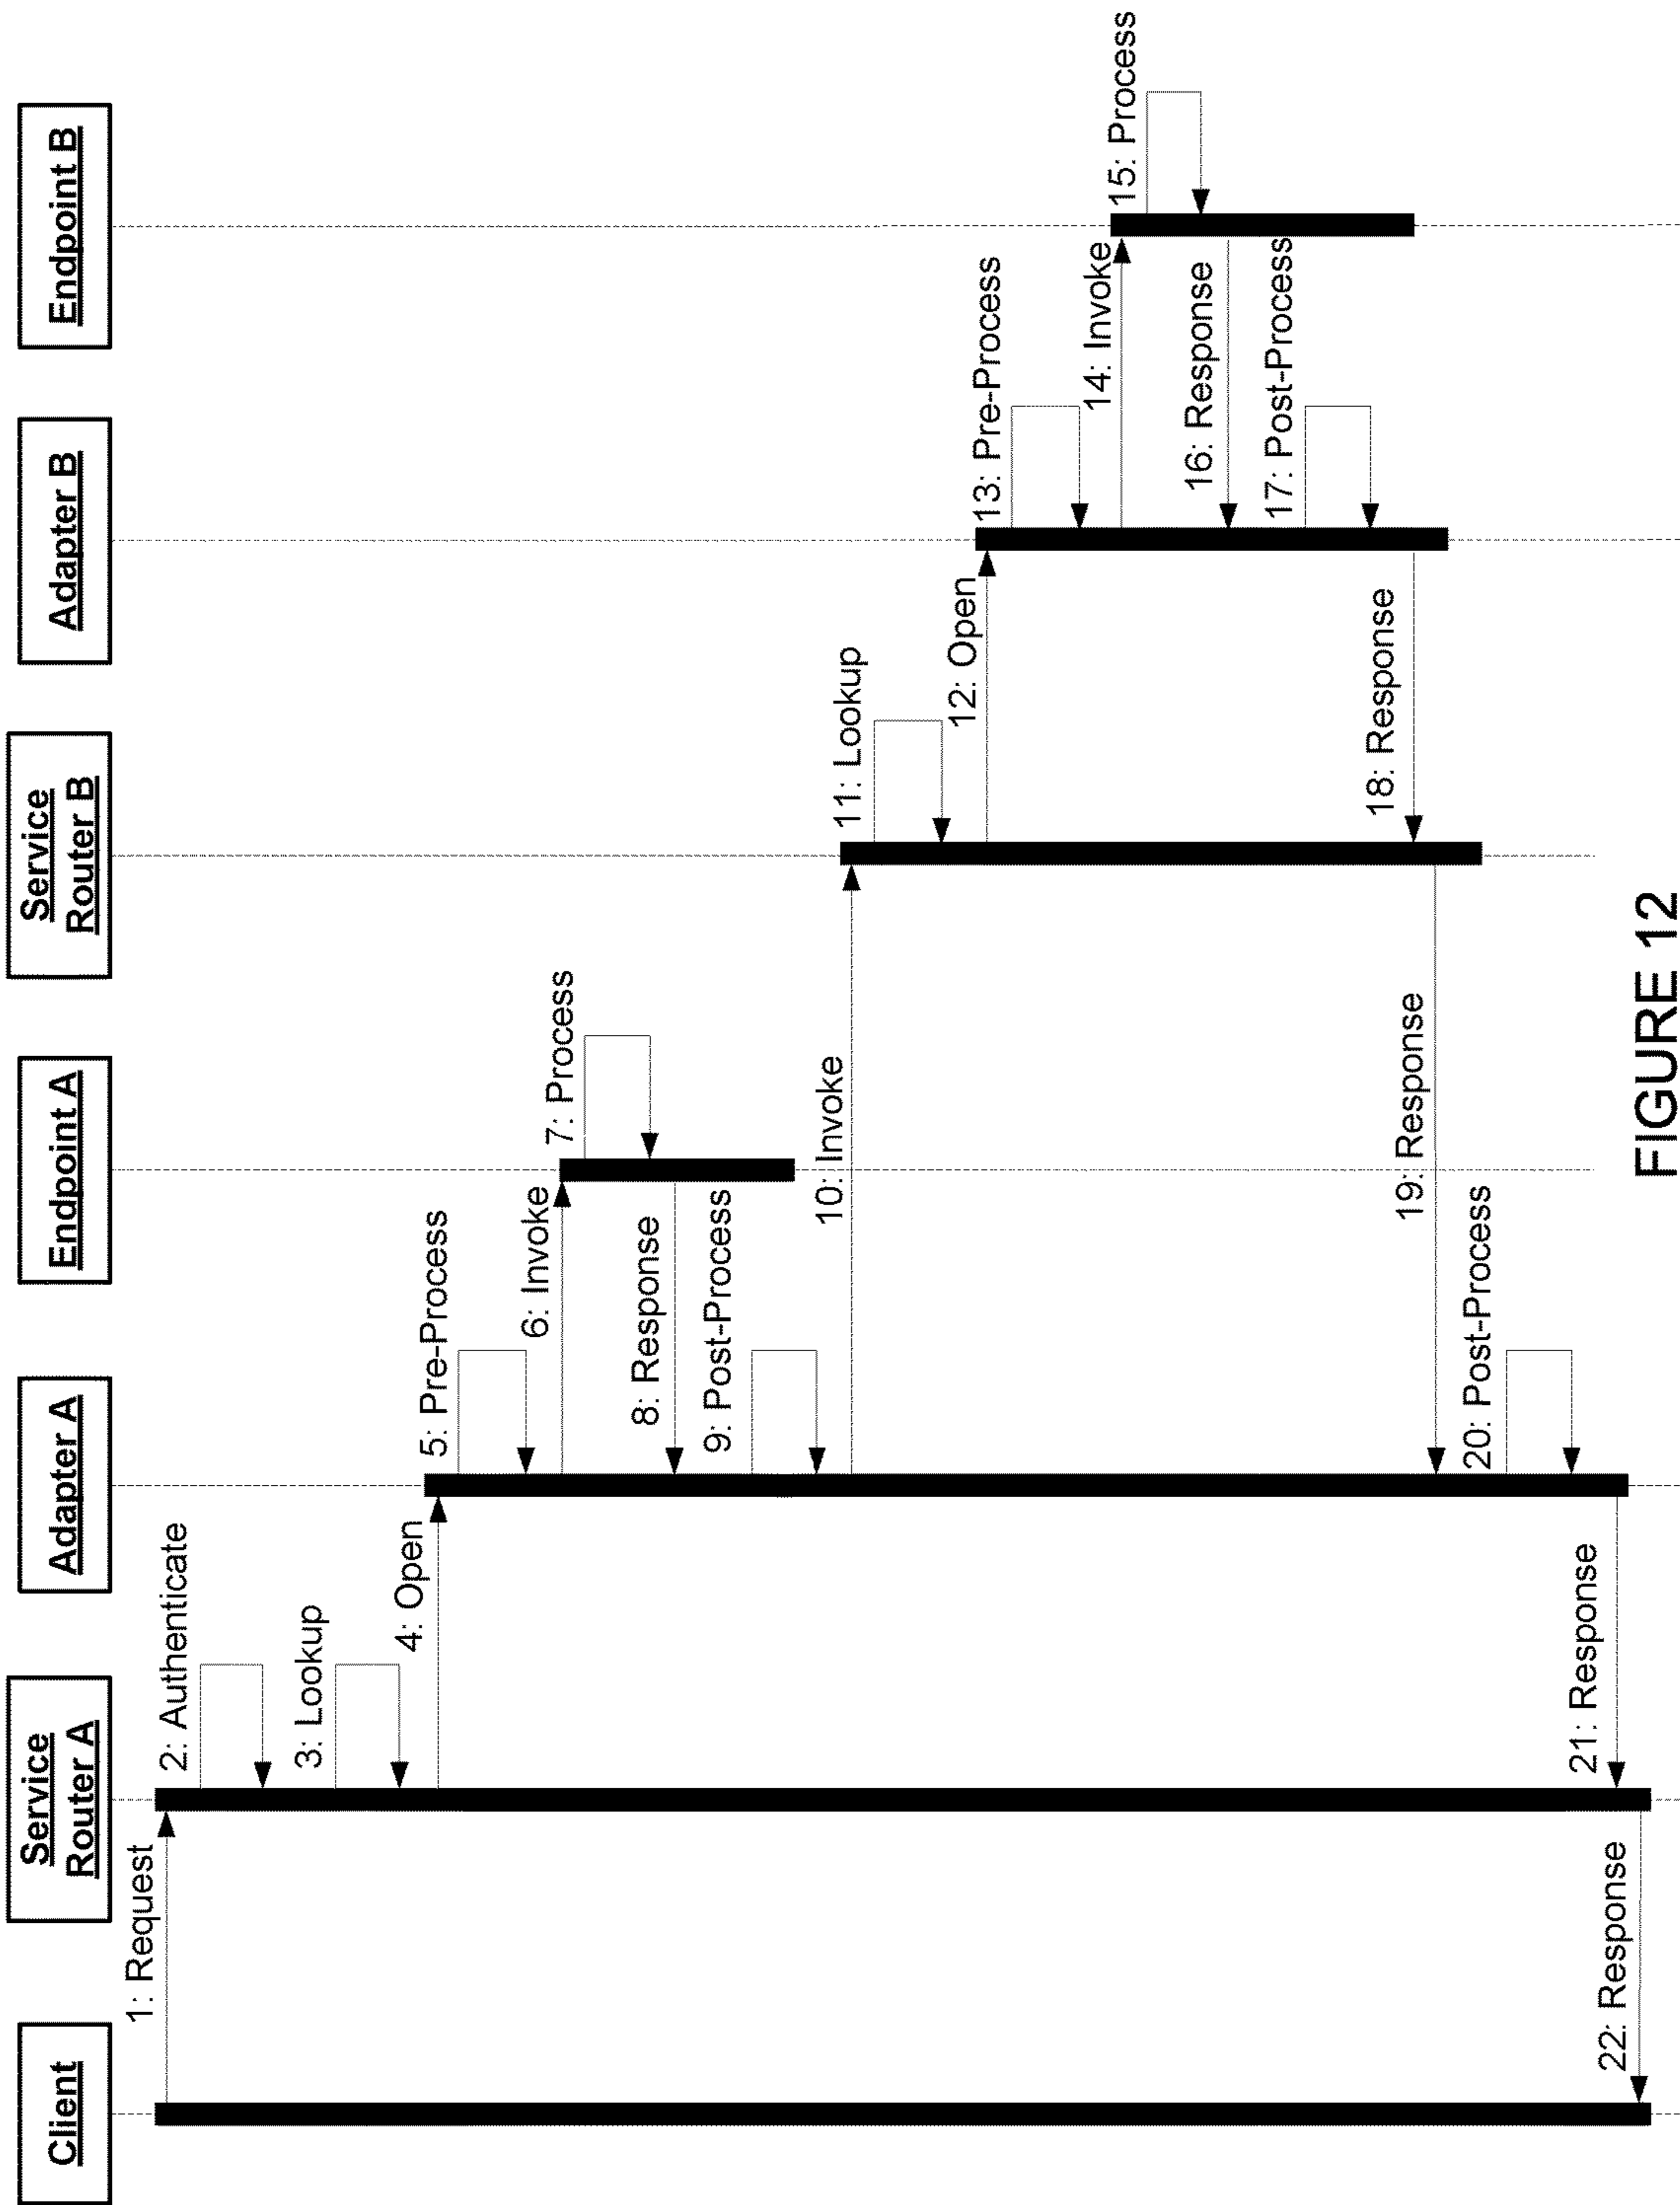 Client
Service
Router A
Adapter A
Endpoint A
Service
Router B
Adapter B
Endpoint B
1: Request
2: Authenticate
3: Lookup
4: Open
5: Pre-Process
6: Invoke
7: Process
8: Response
9: Post-Process
10: Invoke
11: Lookup
12: Open
13: Pre-Process
14: Invoke
15: Process
16: Response
17: Post-Process
18: Response
19: Response
20: Post-Process
21: Response
22: Response
FIGURE 12